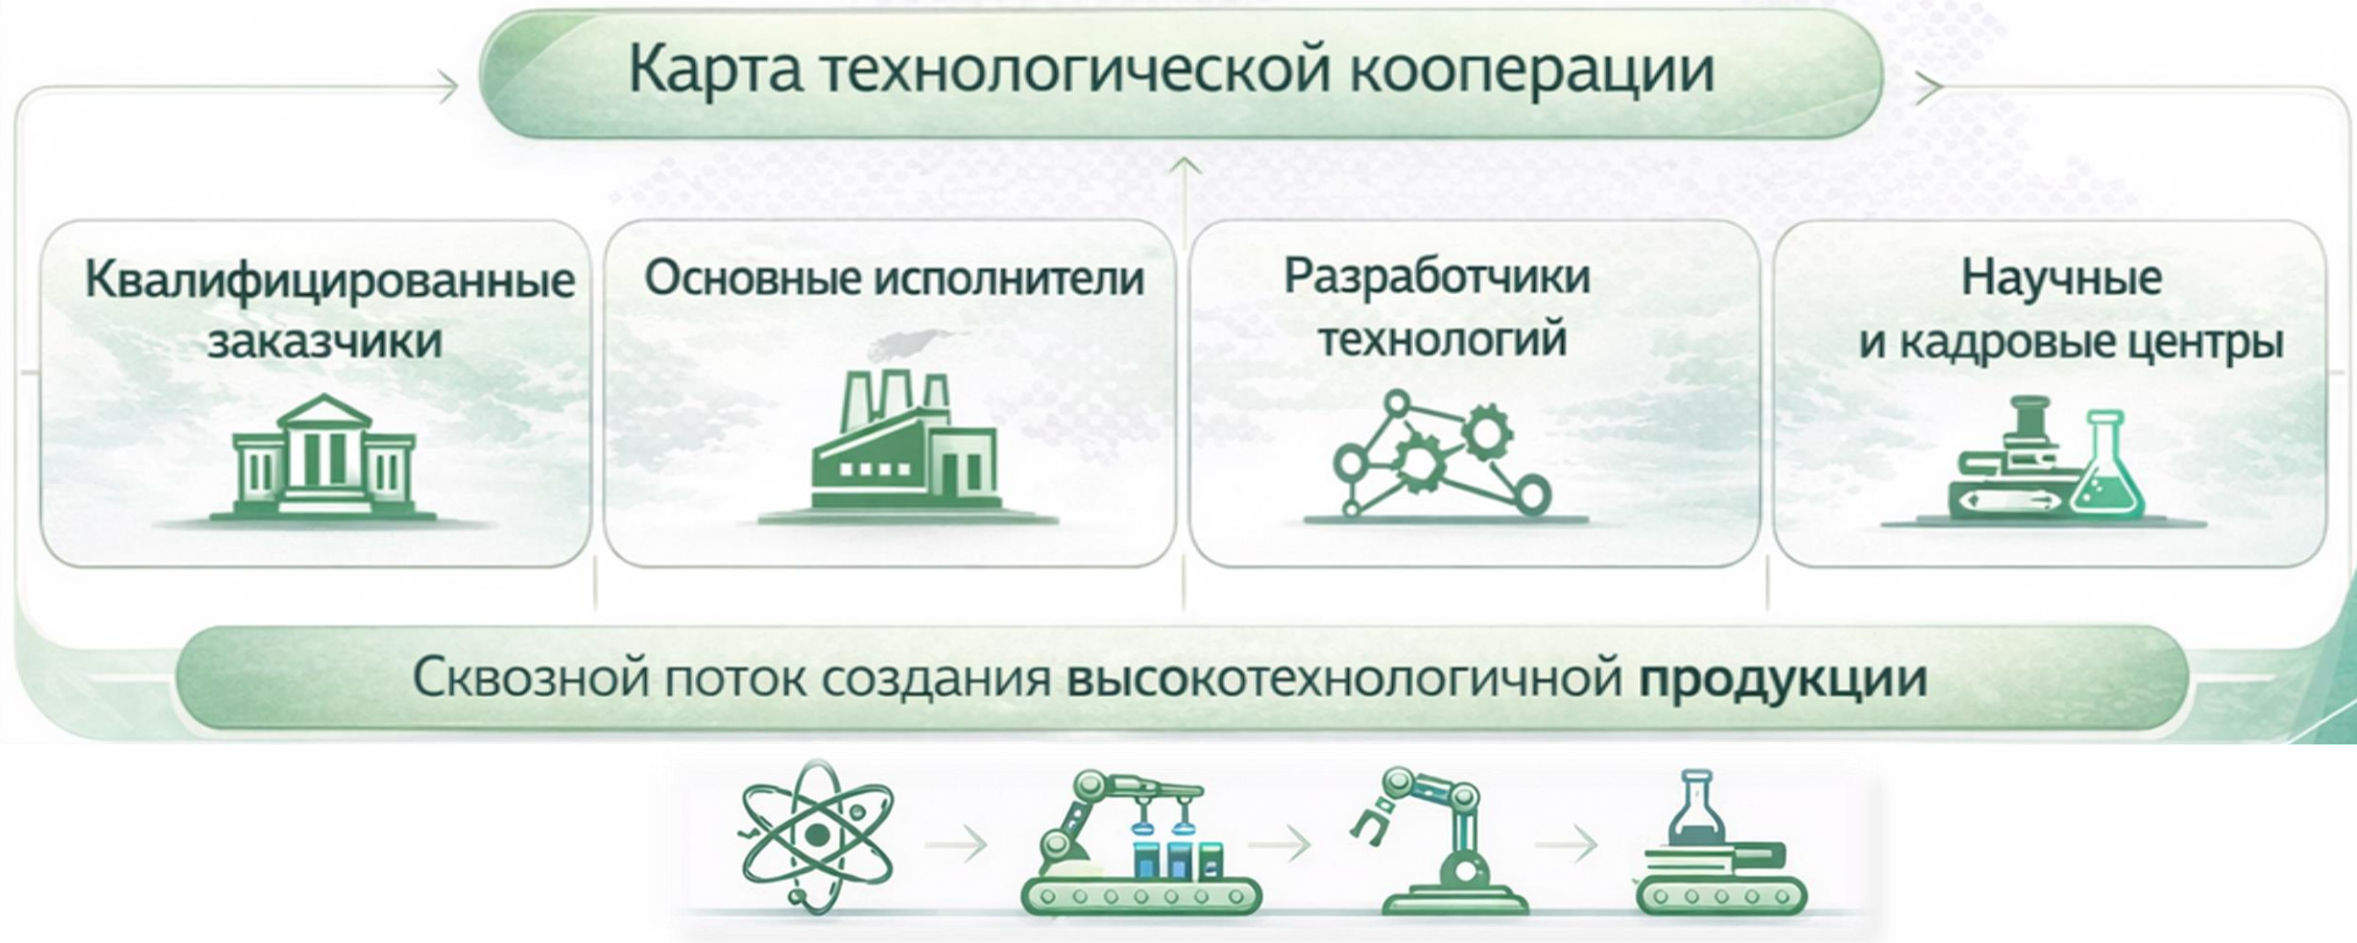 Карта технологической кооперации
Квалифицированные
заказчики
Основные исполнители
Разработчики
технологий
Научные
и кадровые центры
Сквозной поток создания высокотехнологичной продукции